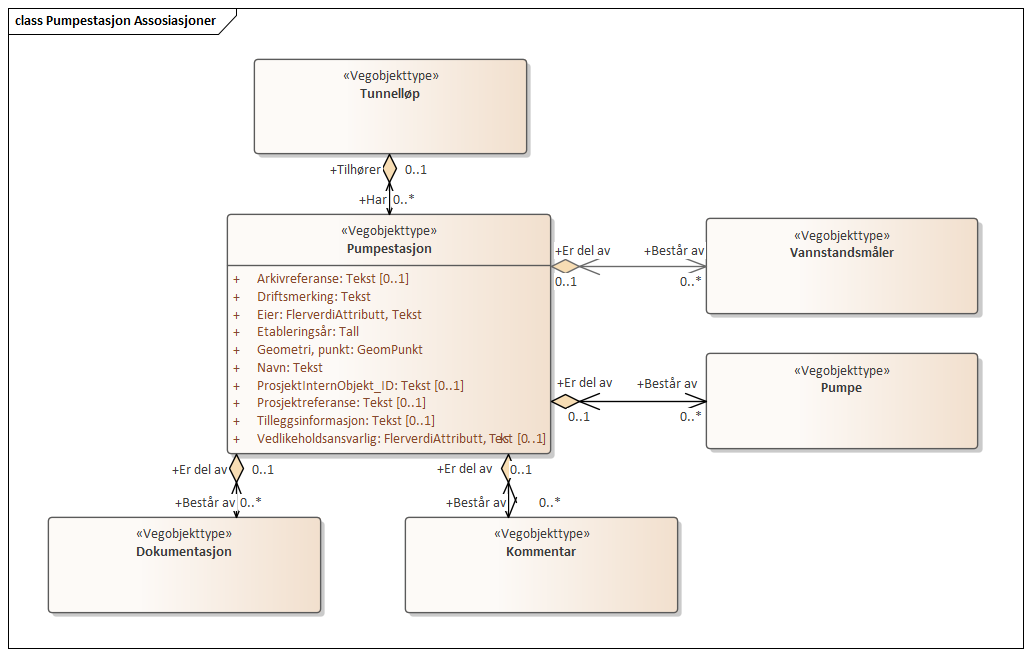 class Pumpestasjon Assosiasjoner
«Vegobjekttype»
Tunnelløp
+Tilhører 0..1
+Har 0..*
«Vegobjekttype»
Pumpestasjon
+ Arkivreferanse: Tekst [0..1]
+ Driftsmerking: Tekst
+ Eier: FlerverdiAttributt, Tekst
+ Etableringsår: Tall
+ Geometri, punkt: GeomPunkt
+ Navn: Tekst
+ ProsjektInternObjekt_ID: Tekst [0..1]
+ Prosjektreferanse: Tekst [0..1]
+ Tilleggsinformasjon: Tekst [0..1]
+ Vedlikeholdsansvarlig: FlerverdiAttributt, Tekst [0..1]
+Er del av +Består av
0..1 0..*
«Vegobjekttype»
Vannstandsmåler
+Er del av +Består av
0..1 0..*
«Vegobjekttype»
Pumpe
+Er del av 0..1
+Består av 0..*
«Vegobjekttype»
Dokumentasjon
+Er del av 0..1
+Består av 0..*
«Vegobjekttype»
Kommentar